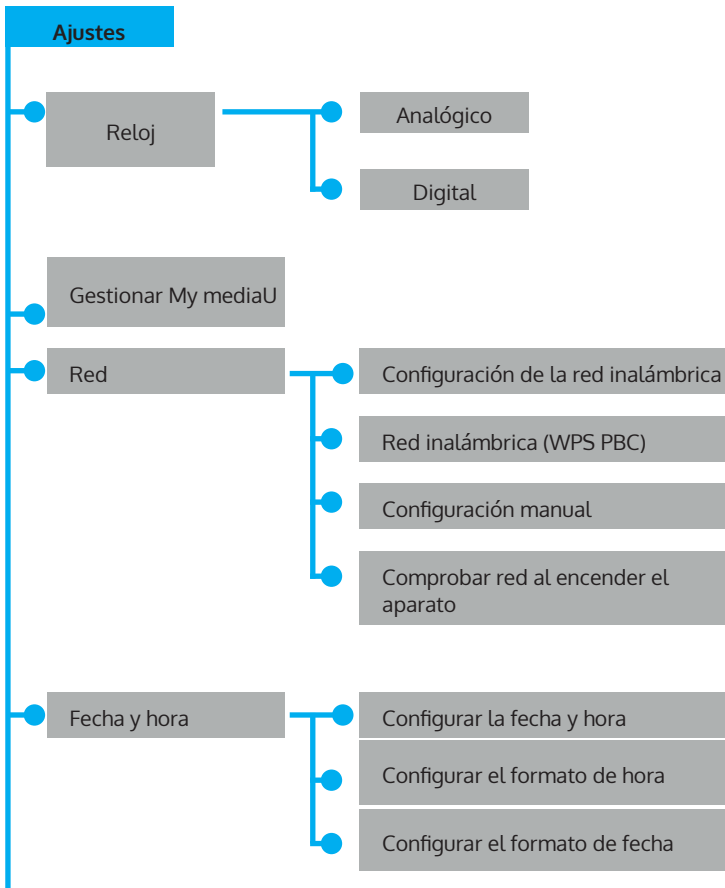 Ajustes
Reloj
Analógico
Digital
Gestionar My mediaU
Red
Configuración de la red inalámbrica
Red inalámbrica (WPS PBC)
Configuración manual
Comprobar red al encender el
aparato
Fecha y hora
Configurar la fecha y hora
Configurar el formato de hora
Configurar el formato de fecha